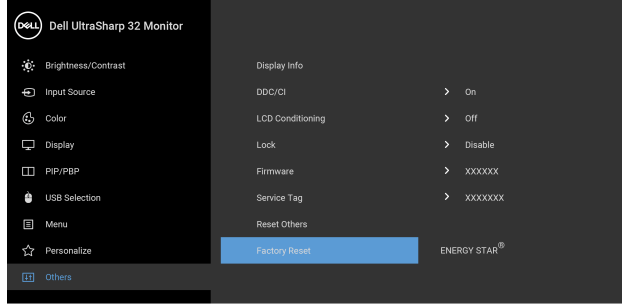 DELL Dell UltraSharp 32 Monitor
Brightness/Contrast
Display Info
Input Source
DDC/CI
On
Color
LCD Conditioning
Off
Display
Lock
Disable
PIP/PBP
Firmware
XXXXXX
USB Selection
Service Tag
XXXXXXX
Menu
Reset Others
Personalize
Factory Reset
ENERGY STAR®
Others